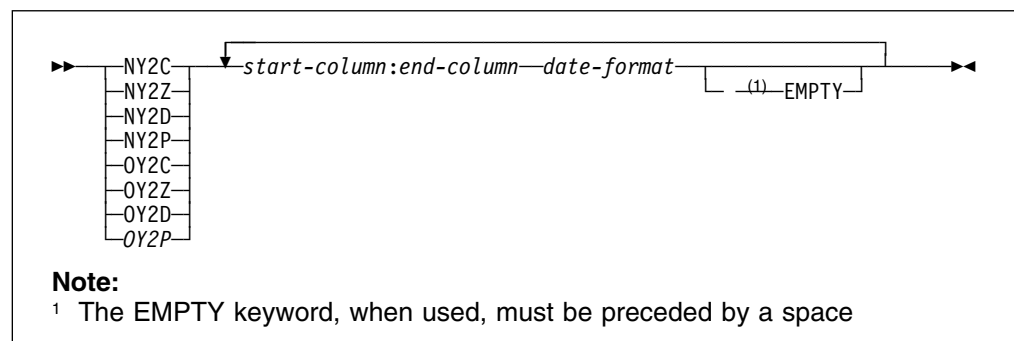 NY2C start-column:end-column date-format
NY2Z (1) EMPTY
NY2D
NY2P
OY2C
OY2Z
OY2D
OY2P
Note:
1 The EMPTY keyword, when used, must be preceded by a space